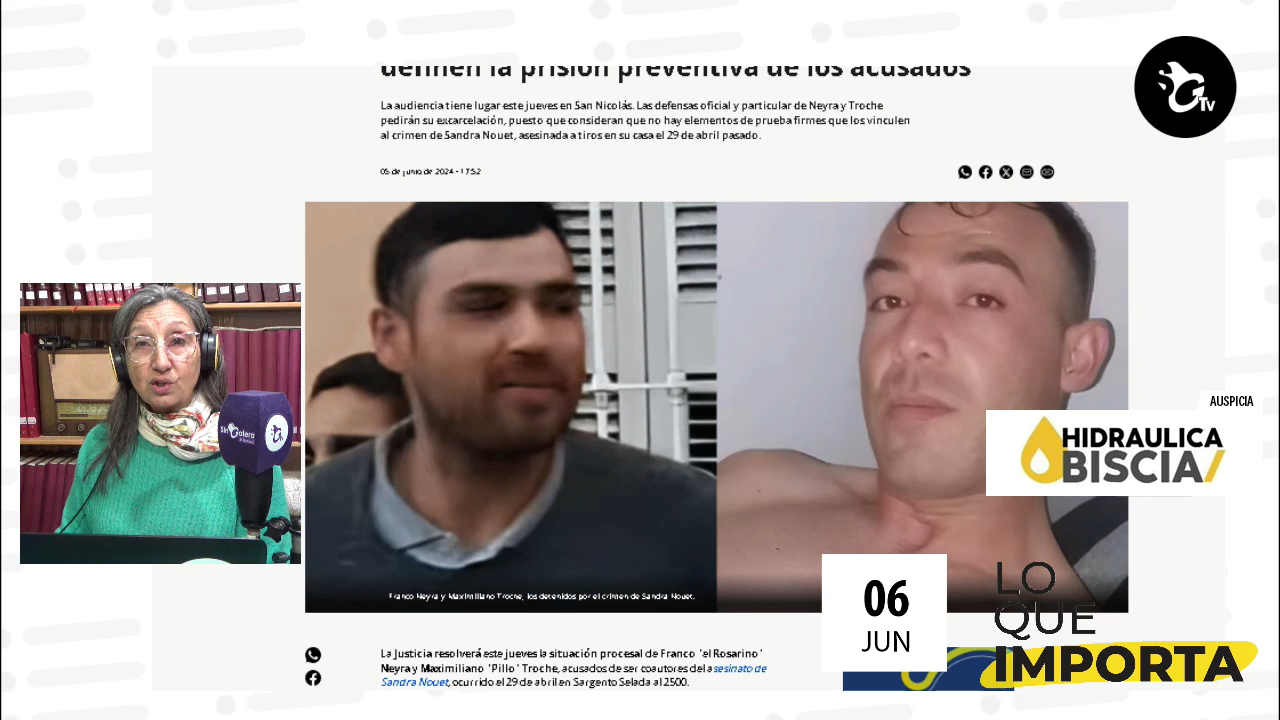 definen la prisión preventiva de los acusados
La audiencia tiene lugar este jueves en San Nicolás. Las defensas oficial y particular de Neyra y Troche
pedirán su excarcelación, puesto que consideran que no hay elementos de prueba firmes que los vinculen
al crimen de Sandra Nouet, asesinada a tiros en su casa el 29 de abril pasado.
05 de junio de 2024 - 17:52
Franco Neyra y Maximiliano Troche, los detenidos por el crimen de Sandra Nouet.
La Justicia resolverá este jueves la situación procesal de Franco "el Rosarino"
Neyra y Maximiliano "Pillo" Troche, acusados de ser coautores del asesinato de
Sandra Nouet, ocurrido el 29 de abril en Sargento Selada al 2500.
Sin Galera
G TV
AUSPICIA
HIDRAULICA
BISCIA/
06
JUN
LO
QUE
IMPORTA